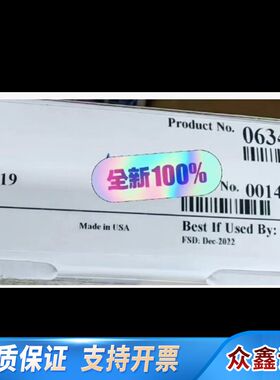 Product No. 0634
19
全新100%
No. 0014
Made in USA
Best If Used By:
FSD: Dec-2022
质保证 支持开票
众鑫